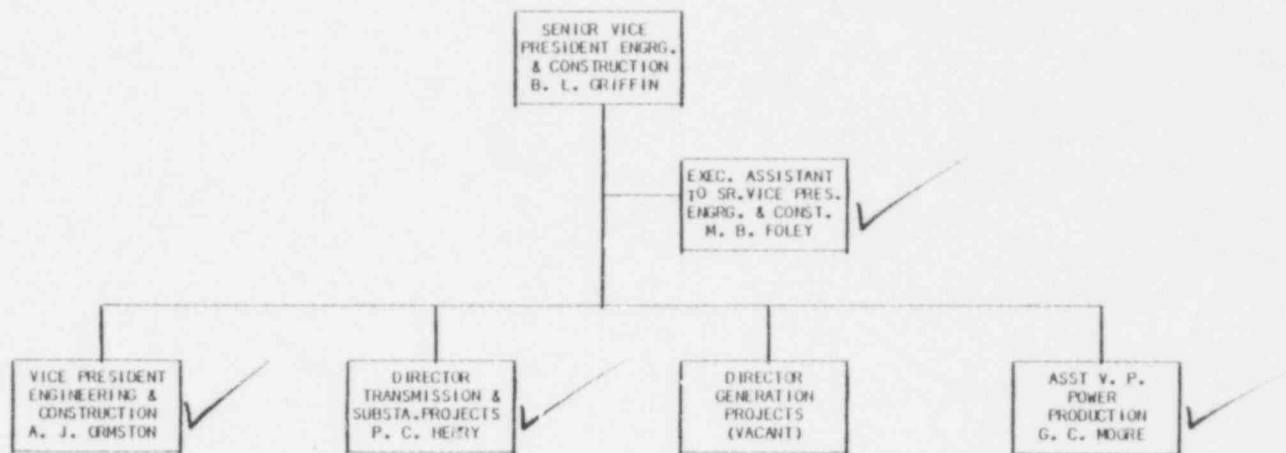 SENIOR VICE
PRESIDENT ENGRG.
& CONSTRUCTION
B. L. GRIFFIN
EXEC. ASSISTANT
TO SR.VICE PRES.
ENGRG. & CONST.
M. B. FOLEY
VICE PRESIDENT
ENGINEERING &
CONSTRUCTION
A. J. ORMSTON
DIRECTOR
TRANSMISSION &
SUBSTA.PROJECTS
P. C. HENRY
DIRECTOR
GENERATION
PROJECTS
(VACANT)
ASST V. P.
POWER
PRODUCTION
G. C. MOORE